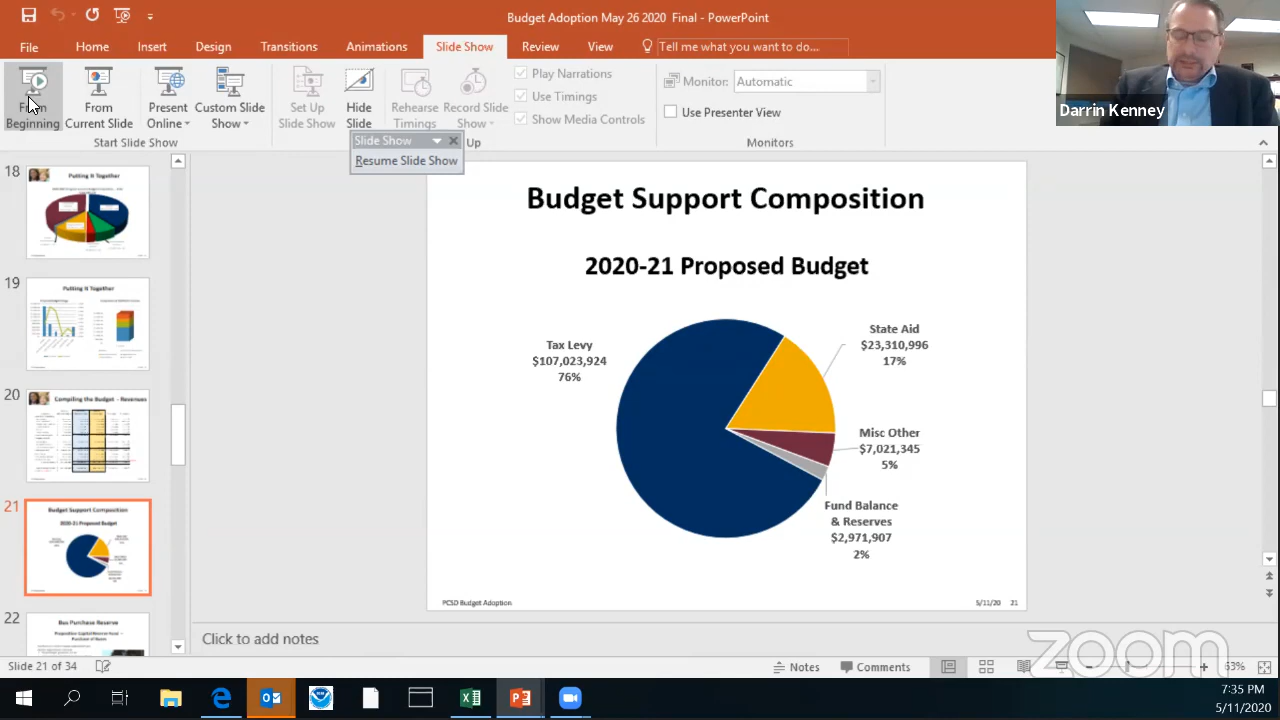 Budget Adoption May 26 2020 Final - PowerPoint
File Home Insert Design Transitions Animations Slide Show Review View Tell me what you want to do...
Darrin Kenney
From Beginning
From Current Slide
Present Online
Custom Slide Show
Set Up Slide Show
Hide Slide
Rehearse Timings
Record Slide Show
Play Narrations
Use Timings
Show Media Controls
Monitor: Automatic
Use Presenter View
Start Slide Show
Up
Monitors
Slide Show
Resume Slide Show
18
Putting It Together
19
Putting It Together
20
Compiling the Budget - Revenues
21
Budget Support Composition
2020-21 Proposed Budget
22
Bus Purchase Reserve
Budget Support Composition
2020-21 Proposed Budget
Tax Levy
$107,023,924
76%
State Aid
$23,310,996
17%
Misc Other
$7,021,345
5%
Fund Balance
& Reserves
$2,971,907
2%
PCSD Budget Adoption
5/11/20 21
Click to add notes
zoom
Slide 21 of 34
Notes
Comments
63%
7:35 PM
5/11/2020